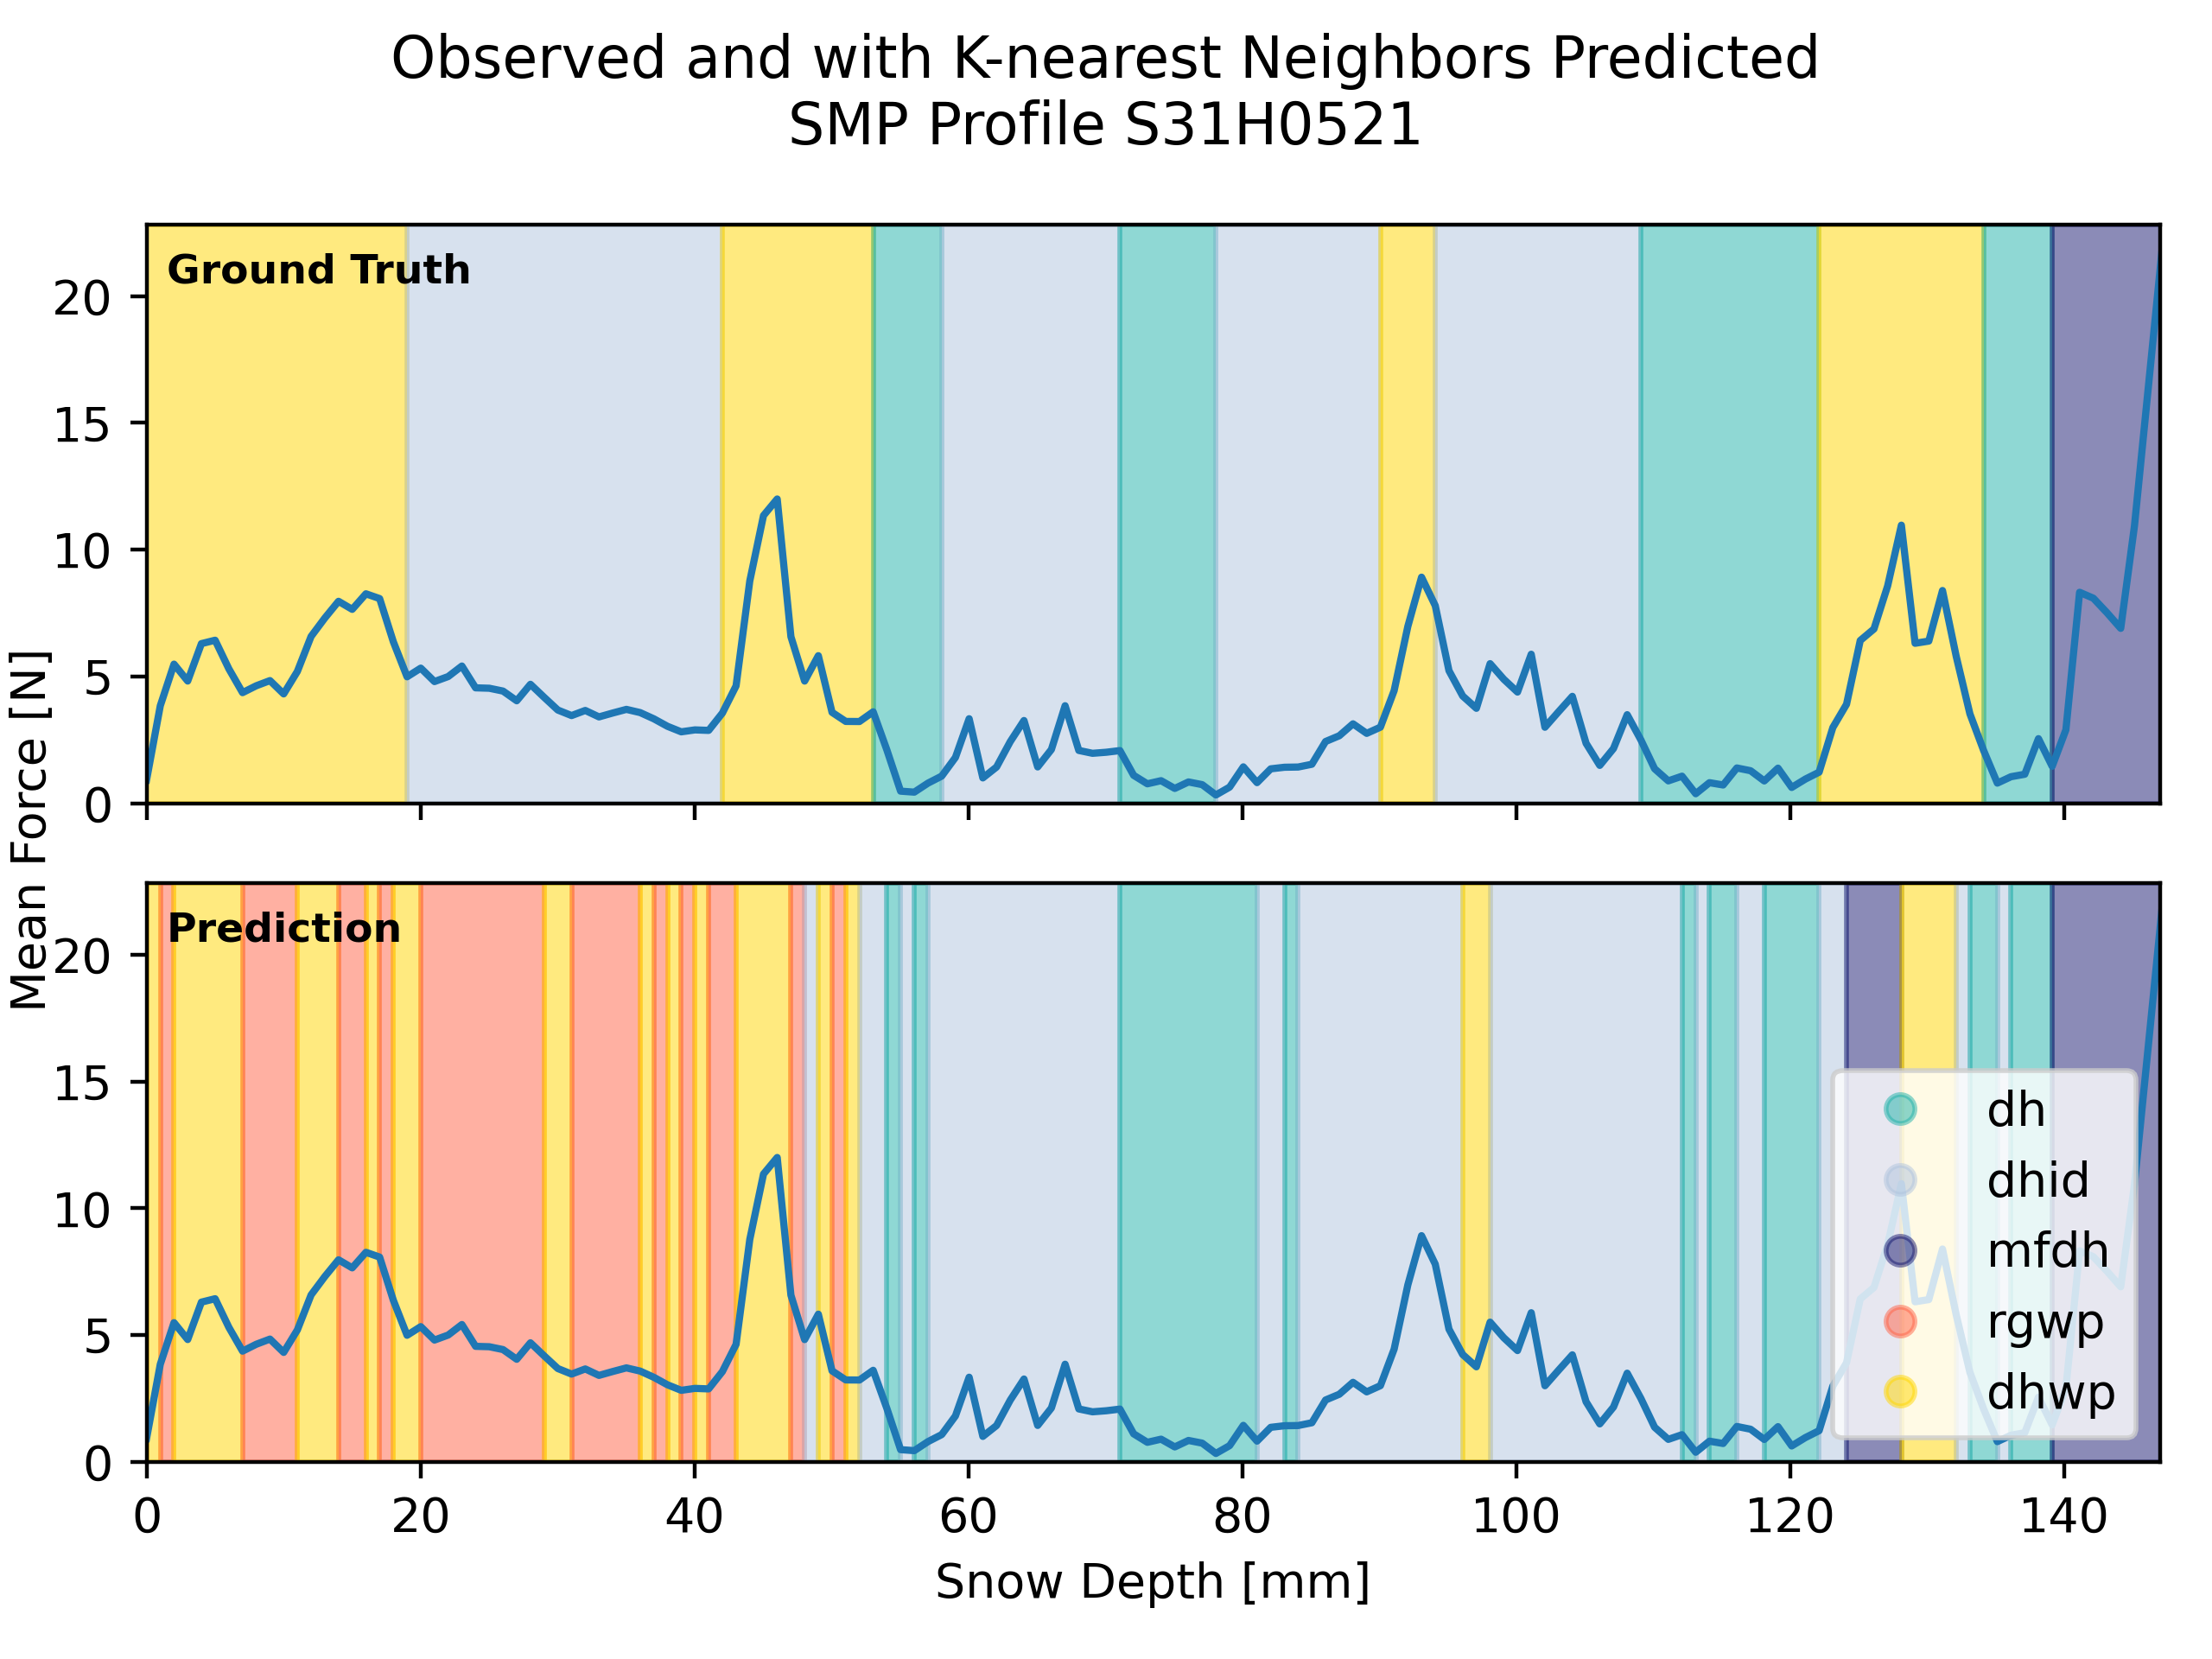 Observed and with K-nearest Neighbors Predicted
SMP Profile S31H0521
Ground Truth
20
15
10
5
0
Mean Force [N]
Prediction
20
15
10
5
0
dh
dhid
mfdh
rgwp
dhwp
0 20 40 60 80 100 120 140
Snow Depth [mm]